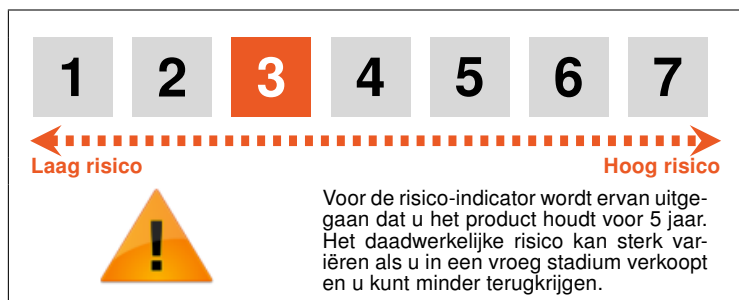 1 2 3 4 5 6 7
Laag risico Hoog risico
!
Voor de risico-indicator wordt ervan uitge-
gaan dat u het product houdt voor 5 jaar.
Het daadwerkelijke risico kan sterk var-
iëren als u in een vroeg stadium verkoopt
en u kunt minder terugkrijgen.